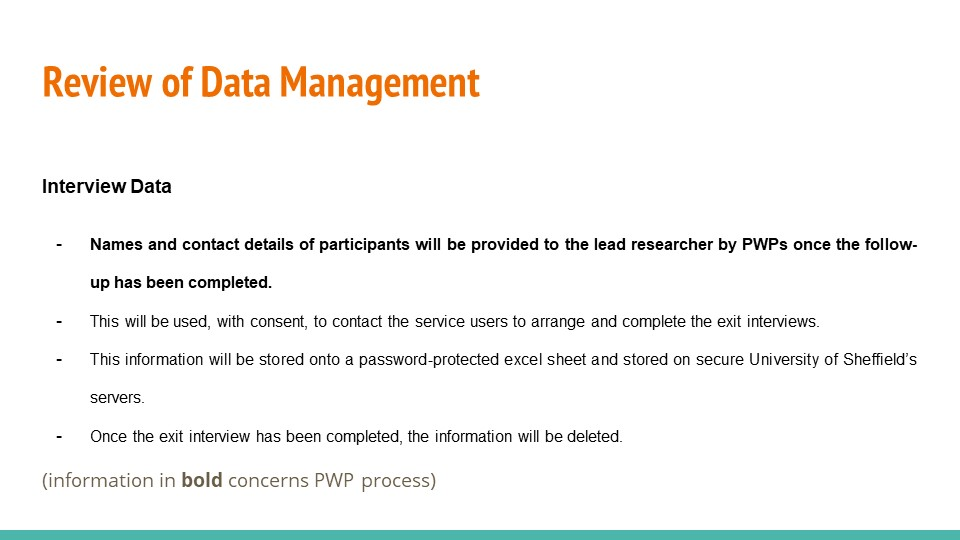 Review of Data Management
Interview Data
- Names and contact details of participants will be provided to the lead researcher by PWPs once the follow-
up has been completed.
- This will be used, with consent, to contact the service users to arrange and complete the exit interviews.
- This information will be stored onto a password-protected excel sheet and stored on secure University of Sheffield’s
servers.
- Once the exit interview has been completed, the information will be deleted.
(information in bold concerns PWP process)